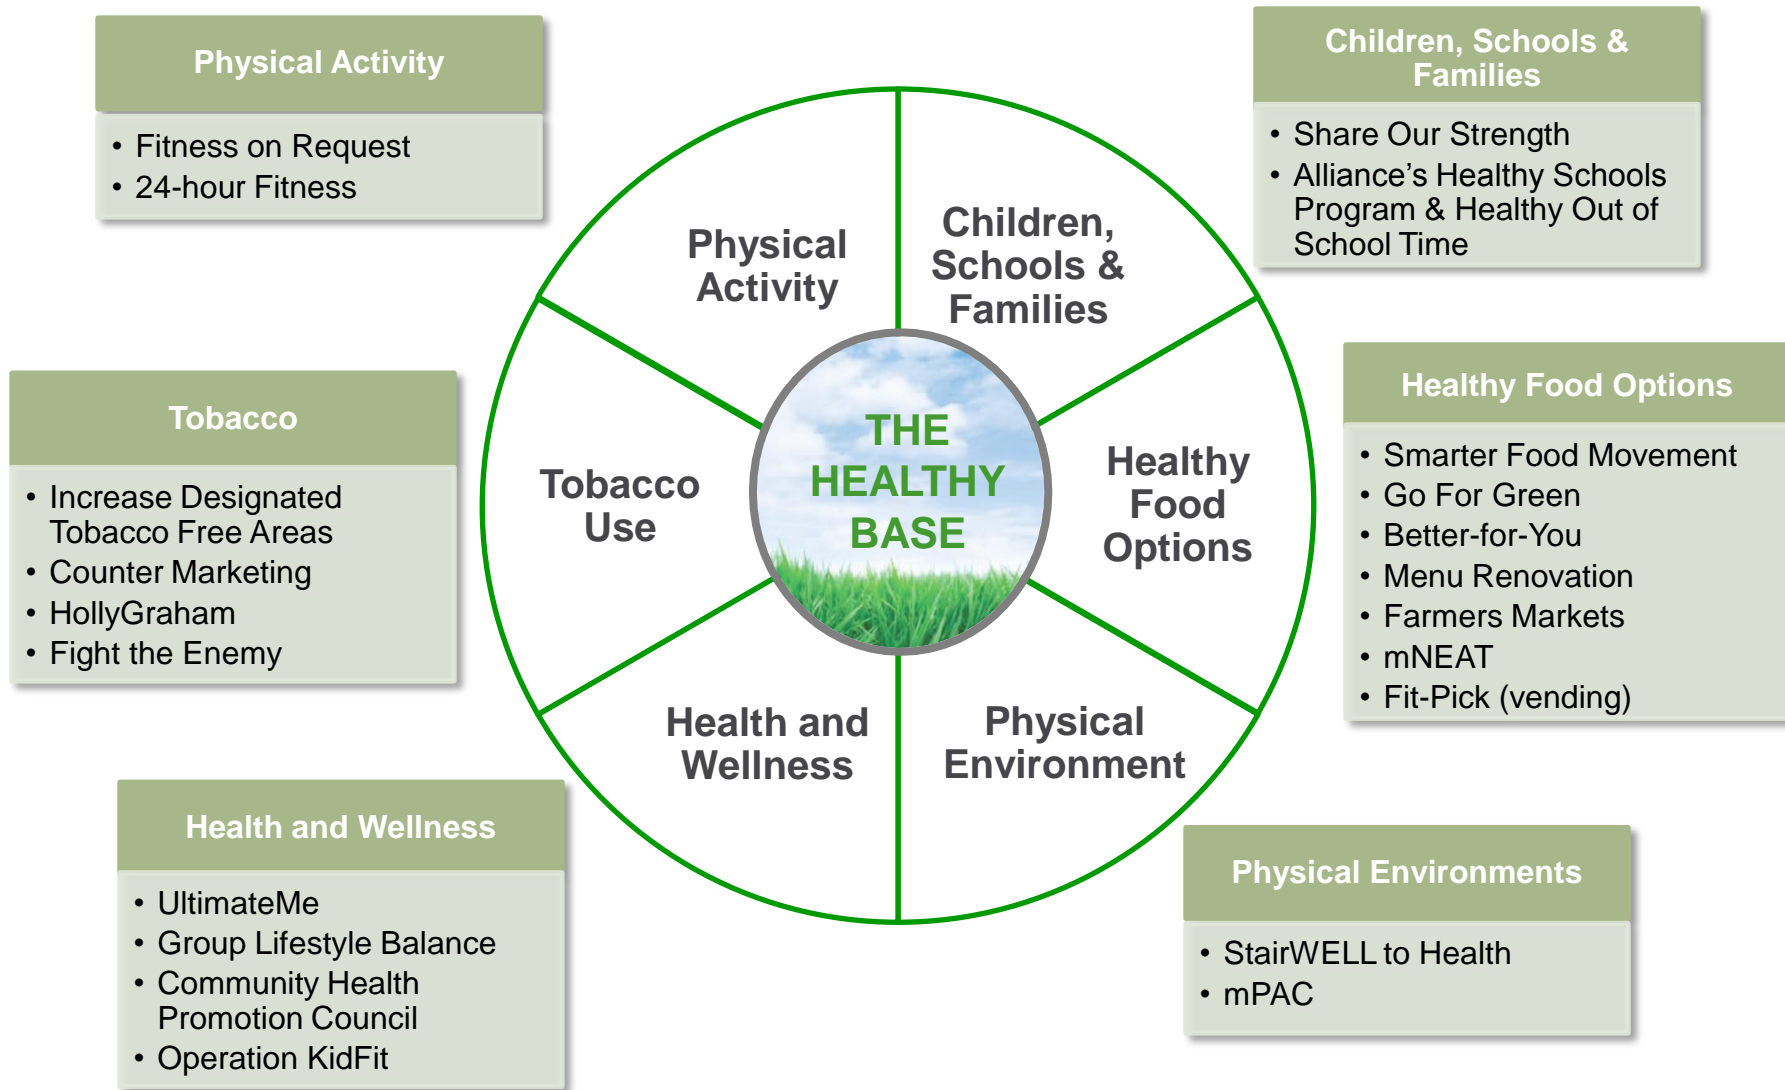 Physical Activity
• Fitness on Request
• 24-hour Fitness
Children, Schools &
Families
• Share Our Strength
• Alliance’s Healthy Schools
Program & Healthy Out of
School Time
Tobacco
• Increase Designated
Tobacco Free Areas
• Counter Marketing
• HollyGraham
• Fight the Enemy
Healthy Food Options
• Smarter Food Movement
• Go For Green
• Better-for-You
• Menu Renovation
• Farmers Markets
• mNEAT
• Fit-Pick (vending)
Health and Wellness
• UltimateMe
• Group Lifestyle Balance
• Community Health
Promotion Council
• Operation KidFit
Physical Environments
• StairWELL to Health
• mPAC
Physical
Activity
Children,
Schools &
Families
Tobacco
Use
THE
HEALTHY
BASE
Healthy
Food
Options
Health and
Wellness
Physical
Environment